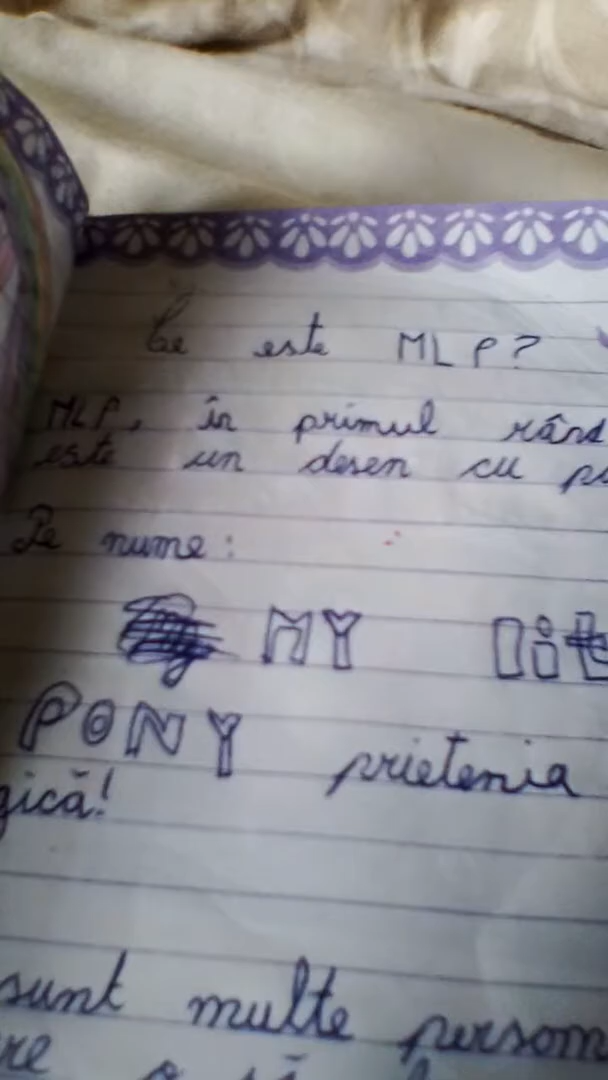 Ce este MLP?
MLP, în primul rând
este un desen cu
Pe nume:
MY lit
PONY prietenia
gică!
sunt multe person